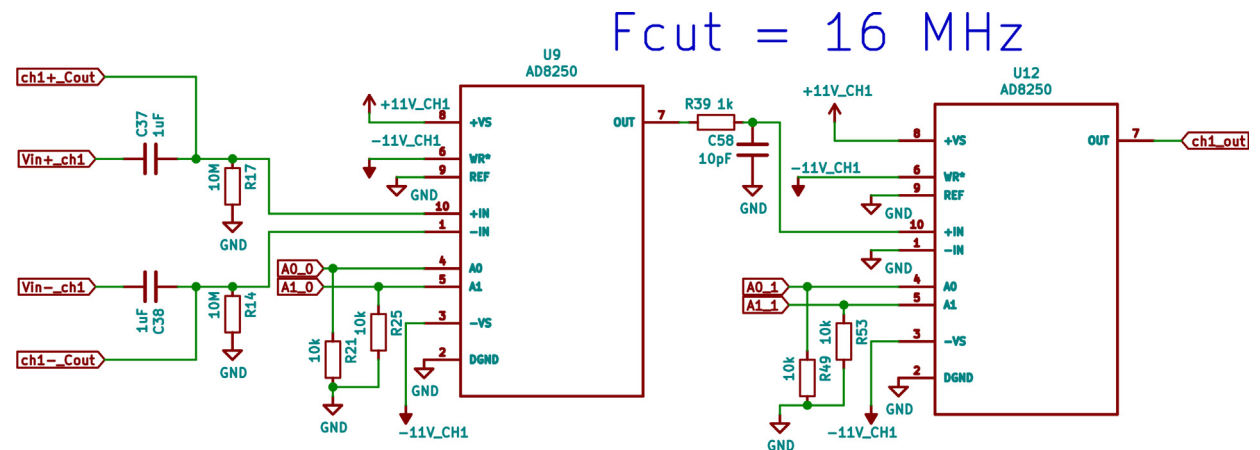 Fcut = 16 MHz
U9
AD8250
U12
AD8250
ch1+_Cout
C37
1uF
Vin+_ch1
10M
R17
GND
+11V_CH1
-11V_CH1
GND
8
6
9
10
1
4
5
3
2
+VS
WR*
REF
+IN
-IN
A0
A1
-VS
DGND
OUT
7
R39 1k
C58
10pF
GND
Vin-_ch1
1uF
C38
10M
R14
GND
ch1-_Cout
A0_0
A1_0
10k
R21
10k
R25
GND
GND
-11V_CH1
+11V_CH1
-11V_CH1
GND
GND
8
6
9
10
1
4
5
3
2
+VS
WR*
REF
+IN
-IN
A0
A1
-VS
DGND
OUT
7
ch1_out
A0_1
A1_1
10k
R49
10k
R53
GND
GND
-11V_CH1